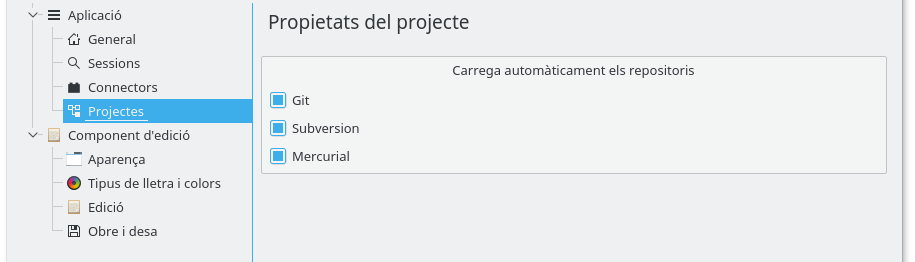 Aplicació
General
Sessions
Connectors
Projectes
Component d'edició
Aparença
Tipus de lletra i colors
Edició
Obre i desa
Propietats del projecte
Carrega automàticament els repositoris
Git
Subversion
Mercurial